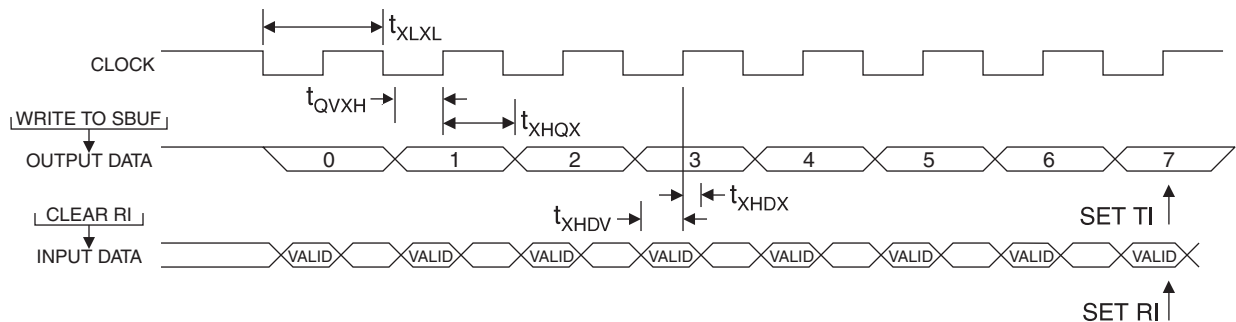 tXLXL
CLOCK
tQVXH
tXHQX
WRITE TO SBUF
OUTPUT DATA
0 1 2 3 4 5 6 7
tXHDX
tXHDV
SET TI
CLEAR RI
INPUT DATA
VALID VALID VALID VALID VALID VALID VALID VALID
SET RI